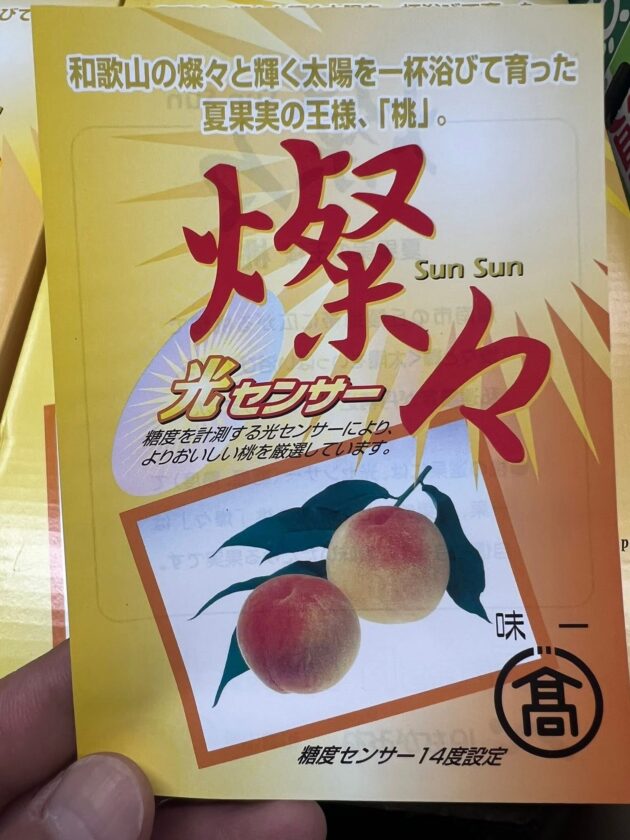 和歌山の燦々と輝く太陽を一杯浴びて育った
夏果実の王様、「桃」。
燦々
Sun Sun
光センサー
糖度を計測する光センサーにより、
よりおいしい桃を厳選しています。
味一
髙
糖度センサー14度設定